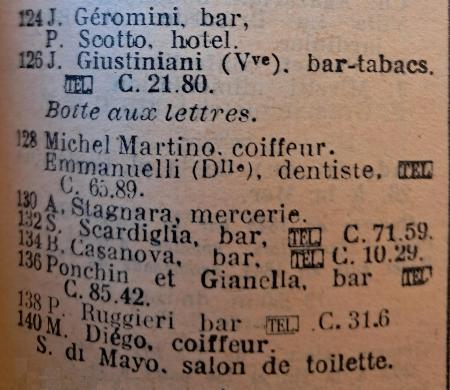 124 J. Géromini, bar,
P. Scotto, hotel.
126 J. Giustiniani (Vve). bar-tabacs.
TEL C. 21.80.
Boîte aux lettres.
128 Michel Martino, coiffeur.
Emmanuelli (Dlle), dentiste, TEL
C. 65.89.
130 A. Stagnara, mercerie.
132 S. Scardiglia, bar, TEL C. 71.59.
134 B. Casanova, bar, TEL C. 10.29.
136 Ponchin et Gianella, bar TEL
C. 85.42.
138 P. Ruggieri bar TEL C. 31.6
140 M. Diégo, coiffeur.
S. di Mayo, salon de toilette.